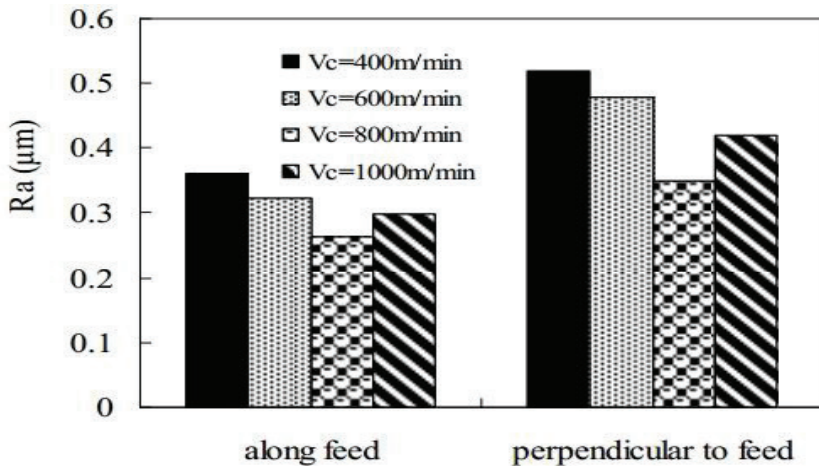 0.6
0.5
0.4
0.3
0.2
0.1
0
Ra (μm)
Vc=400m/min
Vc=600m/min
Vc=800m/min
Vc=1000m/min
along feed
perpendicular to feed